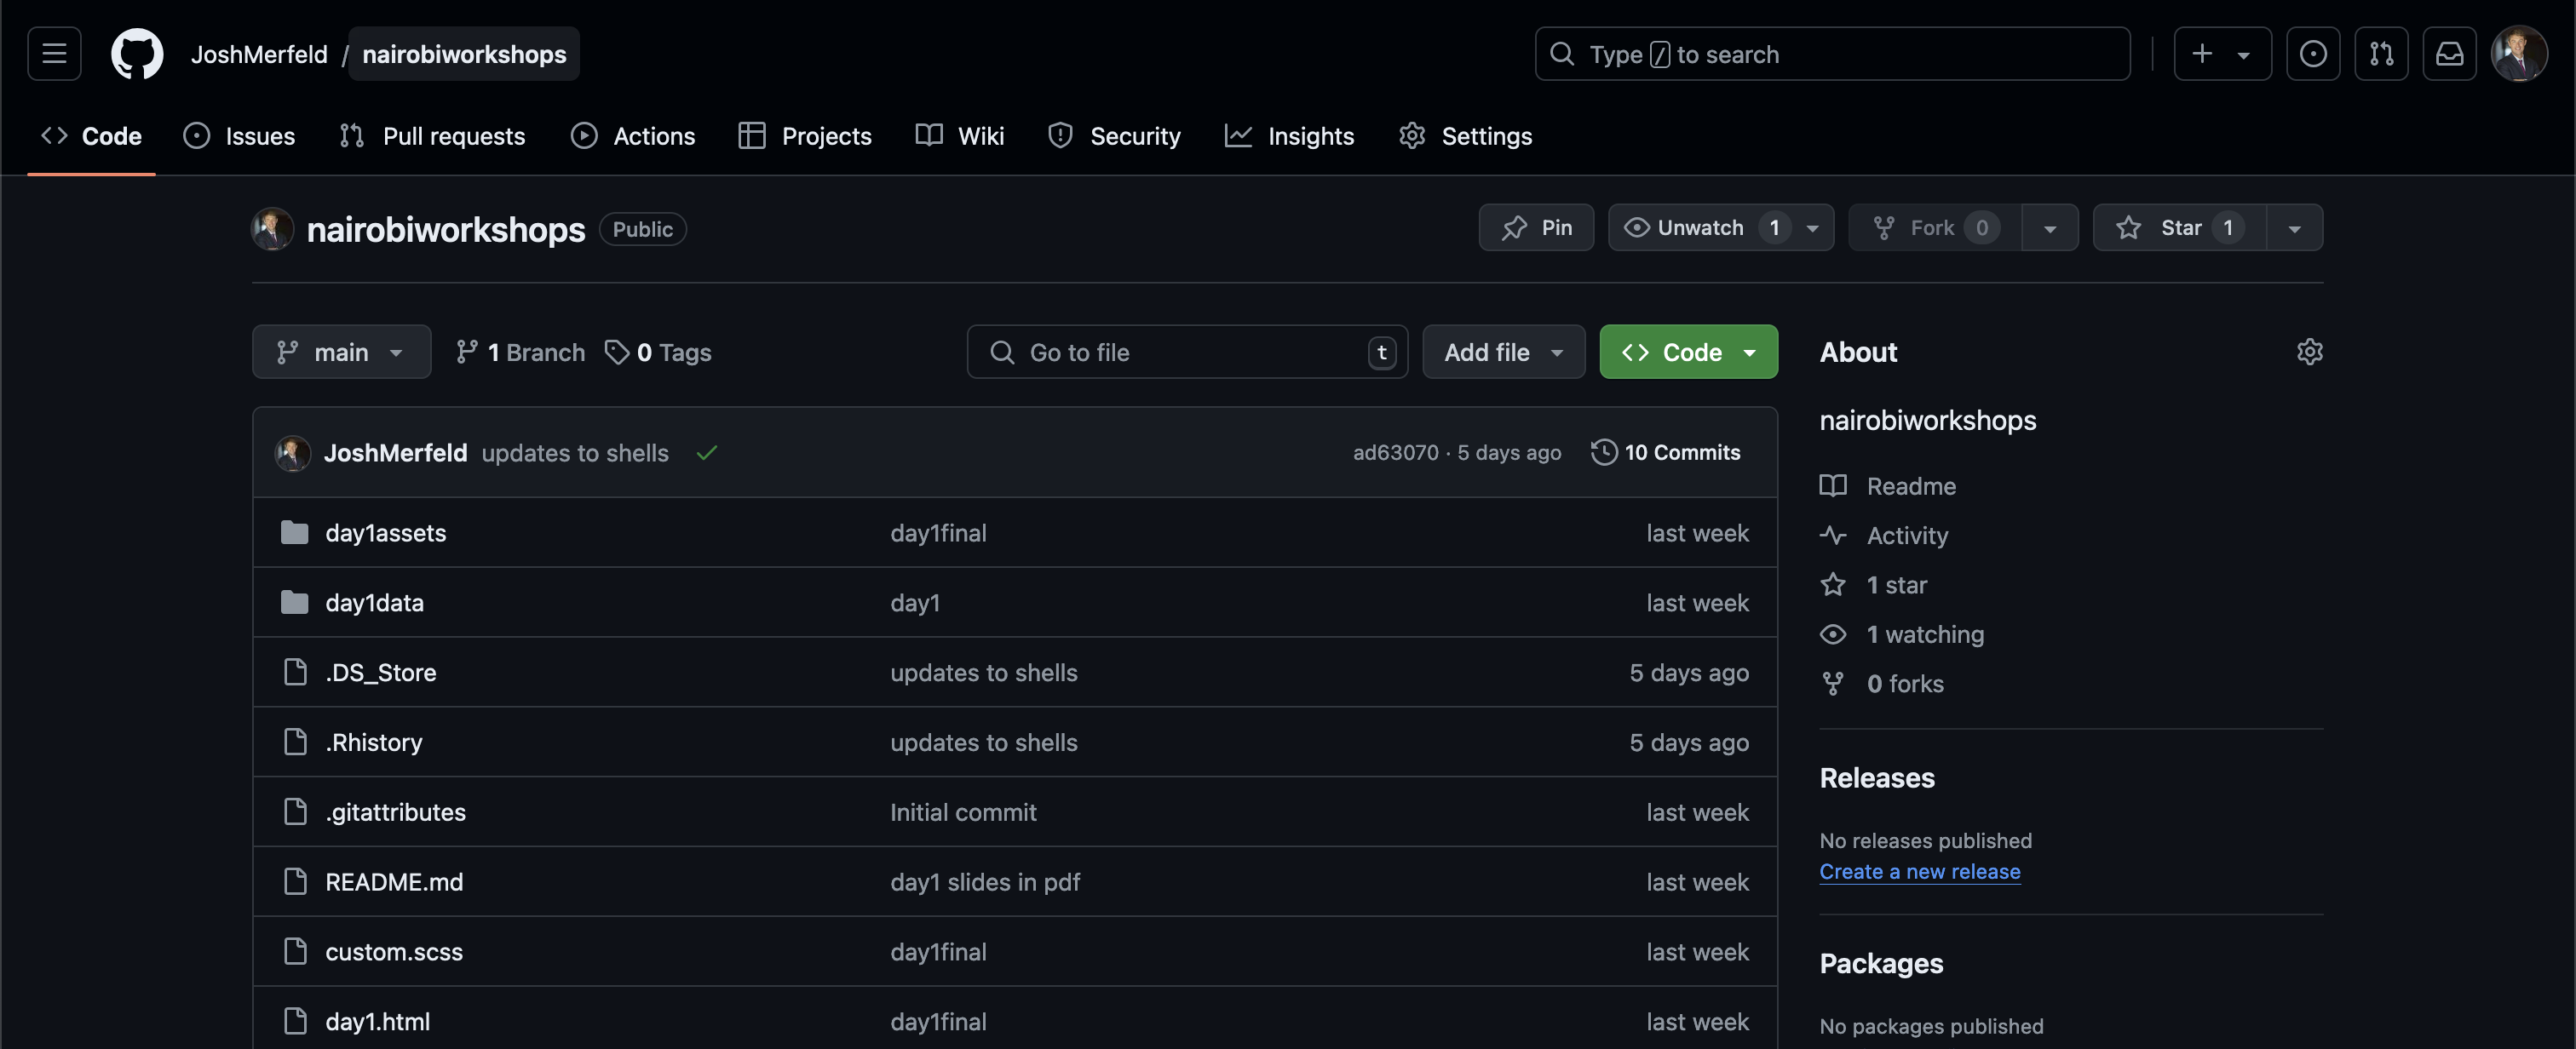 JoshMerfeld / nairobiworkshops
Type / to search
Code Issues Pull requests Actions Projects Wiki Security Insights Settings
nairobiworkshops Public
Pin Unwatch 1 Fork 0 Star 1
main 1 Branch 0 Tags Go to file t Add file Code
JoshMerfeld updates to shells ad63070 · 5 days ago 10 Commits
day1assets day1final last week
day1data day1 last week
.DS_Store updates to shells 5 days ago
.Rhistory updates to shells 5 days ago
.gitattributes Initial commit last week
README.md day1 slides in pdf last week
custom.scss day1final last week
day1.html day1final last week
About
nairobiworkshops
Readme
Activity
1 star
1 watching
0 forks
Releases
No releases published
Create a new release
Packages
No packages published